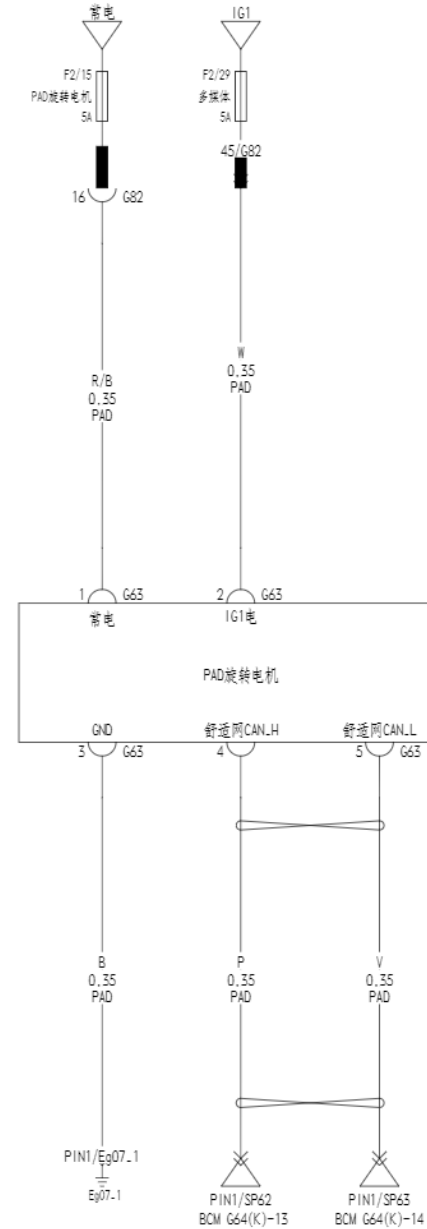 常电
IG1
F2/15
PAD旋转电机
5A
F2/29
多媒体
5A
45/G82
16
G82
R/B
0.35
PAD
W
0.35
PAD
1
G63
2
G63
常电
IG1电
PAD旋转电机
GND
舒适网CAN_H
舒适网CAN_L
3
G63
4
5
G63
B
0.35
PAD
P
0.35
PAD
V
0.35
PAD
PIN1/Eg07_1
Eg07-1
PIN1/SP62
BCM G64(K)-13
PIN1/SP63
BCM G64(K)-14